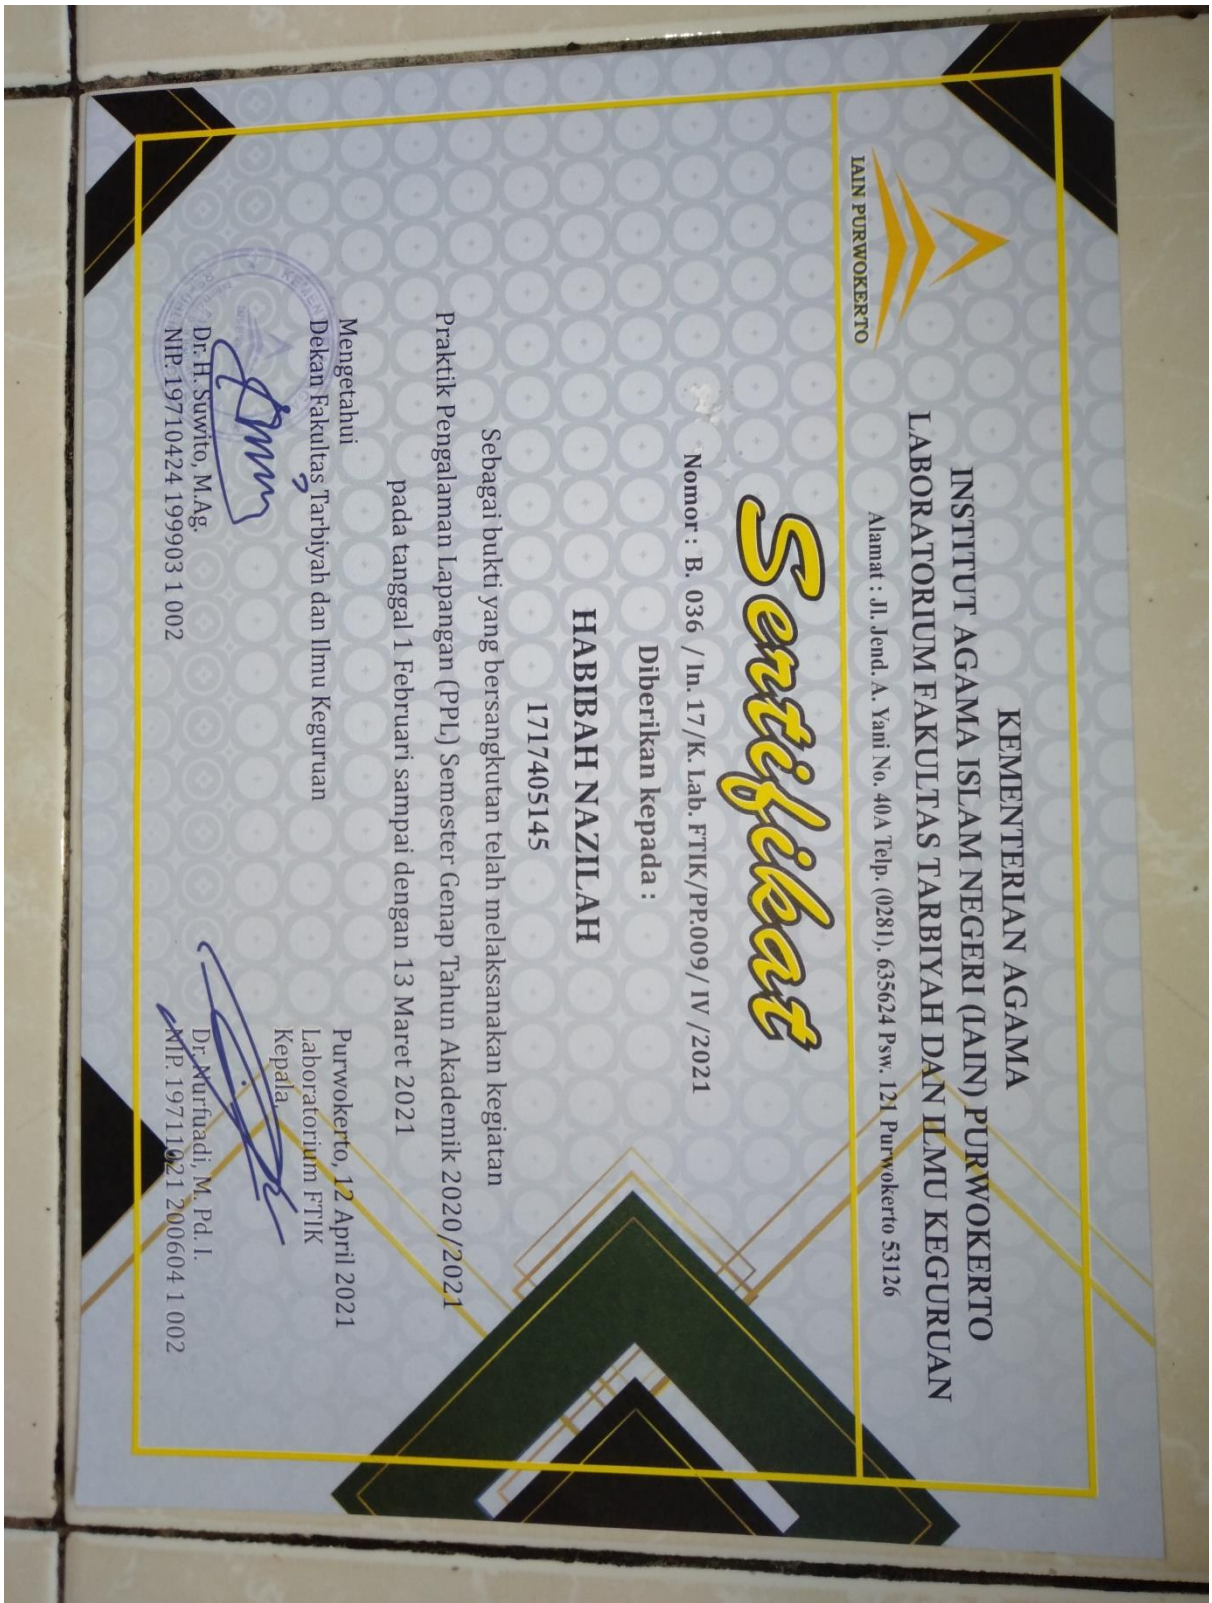 IAIN PURWOKERTO
KEMENTERIAN AGAMA
INSTITUT AGAMA ISLAM NEGERI (IAIN) PURWOKERTO
LABORATORIUM FAKULTAS TARBIYAH DAN ILMU KEGURUAN
Alamat : Jl. Jend. A. Yani No. 40A Telp. (0281). 635624 Psw. 121 Purwokerto 53126
Sertifikat
Nomor : B. 036 / In. 17/K. Lab. FTIK/PP.009/ IV /2021
Diberikan kepada :
HABIBAH NAZILAH
1717405145
Sebagai bukti yang bersangkutan telah melaksanakan kegiatan
Praktik Pengalaman Lapangan (PPL) Semester Genap Tahun Akademik 2020/2021
pada tanggal 1 Februari sampai dengan 13 Maret 2021
Mengetahui
Dekan Fakultas Tarbiyah dan Ilmu Keguruan
Dr. H. Suwito, M.Ag.
NIP. 19710424 199903 1 002
Purwokerto, 12 April 2021
Laboratorium FTIK
Kepala,
Dr. Nurfuadi, M. Pd. I.
NIP. 19711021 200604 1 002